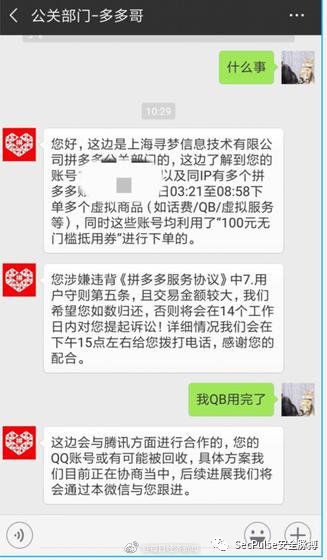 公关部门-多多哥
什么事
10:29
您好，这边是上海寻梦信息技术有限公
司拼多多公关部门的，这边了解到您的
账号
以及同IP有多个拼
多多
日03:21至08:58下
单多个虚拟商品（如话费/QB/虚拟服务
等），同时这些账号均利用了“100元无
门槛抵用券”进行下单的。
您涉嫌违背《拼多多服务协议》中7.用
户守则第五条，且交易金额较大，我们
希望您如数归还，否则将会在14个工作
日内对您提起诉讼！详细情况我们会在
下午15点左右给您拨打电话，感谢您的
配合。
我QB用完了
这边会与腾讯方面进行合作的，您的
QQ账号或有可能被回收，具体方案我
们目前正在协商当中，后续进展我们将
会通过本微信与您跟进。
SecPulse安全脉搏